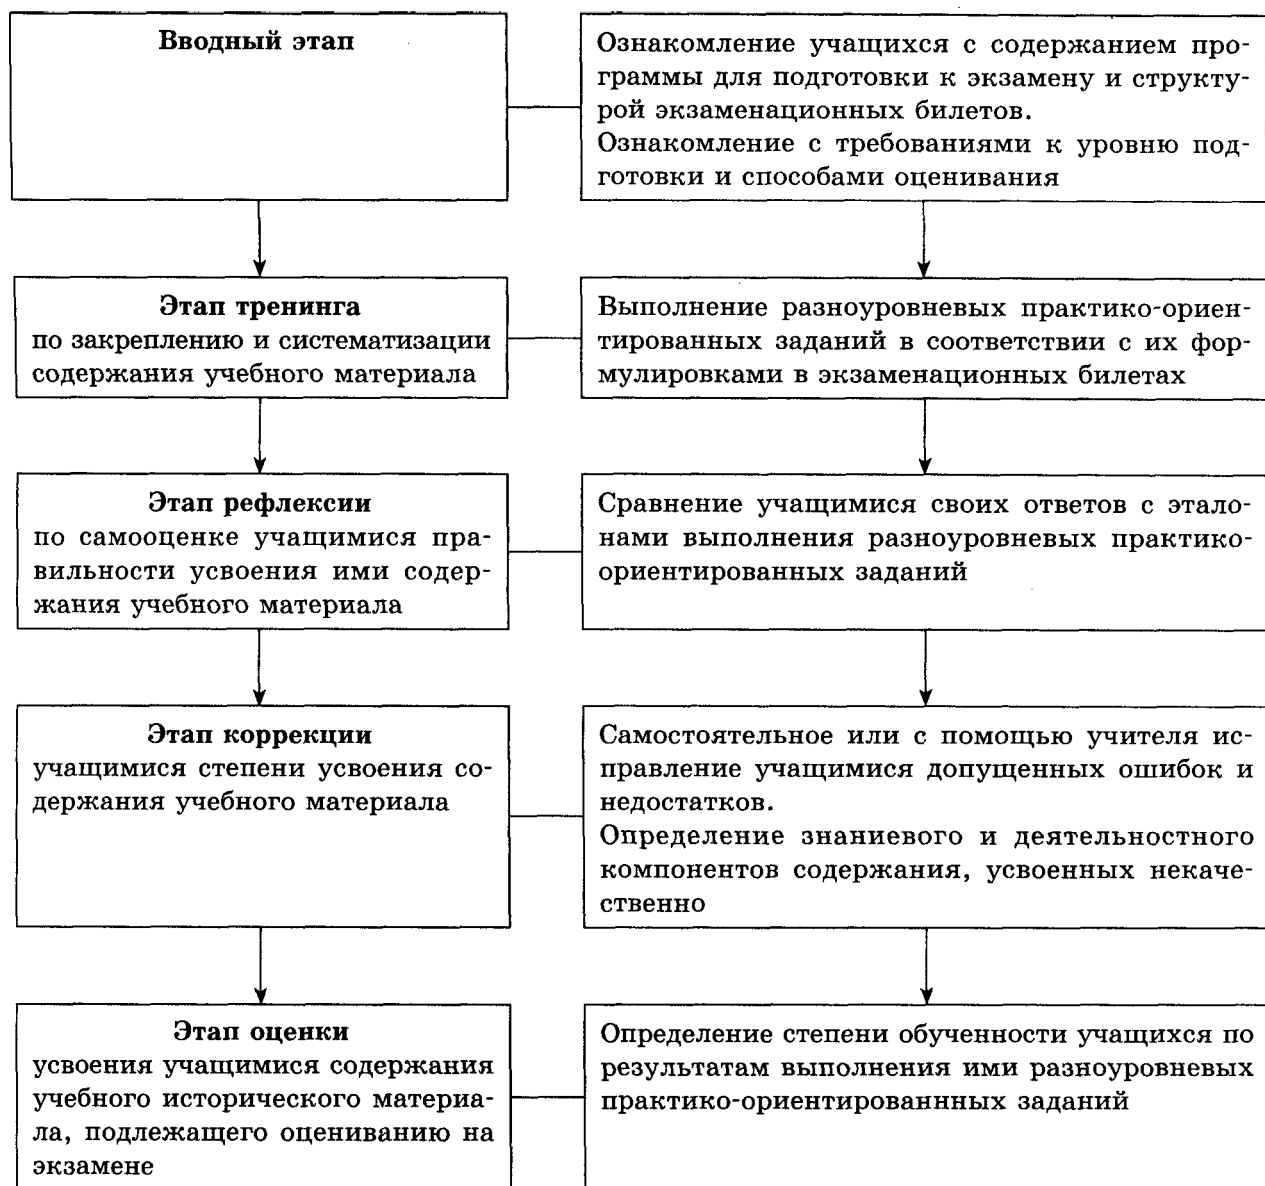 Вводный этап
Ознакомление учащихся с содержанием про-
граммы для подготовки к экзамену и структу-
рой экзаменационных билетов.
Ознакомление с требованиями к уровню под-
готовки и способами оценивания
Этап тренинга
по закреплению и систематизации
содержания учебного материала
Выполнение разноуровневых практико-ориен-
тированных заданий в соответствии с их фор-
мулировками в экзаменационных билетах
Этап рефлексии
по самооценке учащимися пра-
вильности усвоения ими содер-
жания учебного материала
Сравнение учащимися своих ответов с этало-
нами выполнения разноуровневых практико-
ориентированных заданий
Этап коррекции
учащимися степени усвоения со-
держания учебного материала
Самостоятельное или с помощью учителя ис-
правление учащимися допущенных ошибок и
недостатков.
Определение знаниевого и деятельностного
компонентов содержания, усвоенных некаче-
ственно
Этап оценки
усвоения учащимися содержания
учебного исторического материа-
ла, подлежащего оцениванию на
экзамене
Определение степени обученности учащихся по
результатам выполнения ими разноуровневых
практико-ориентированнных заданий